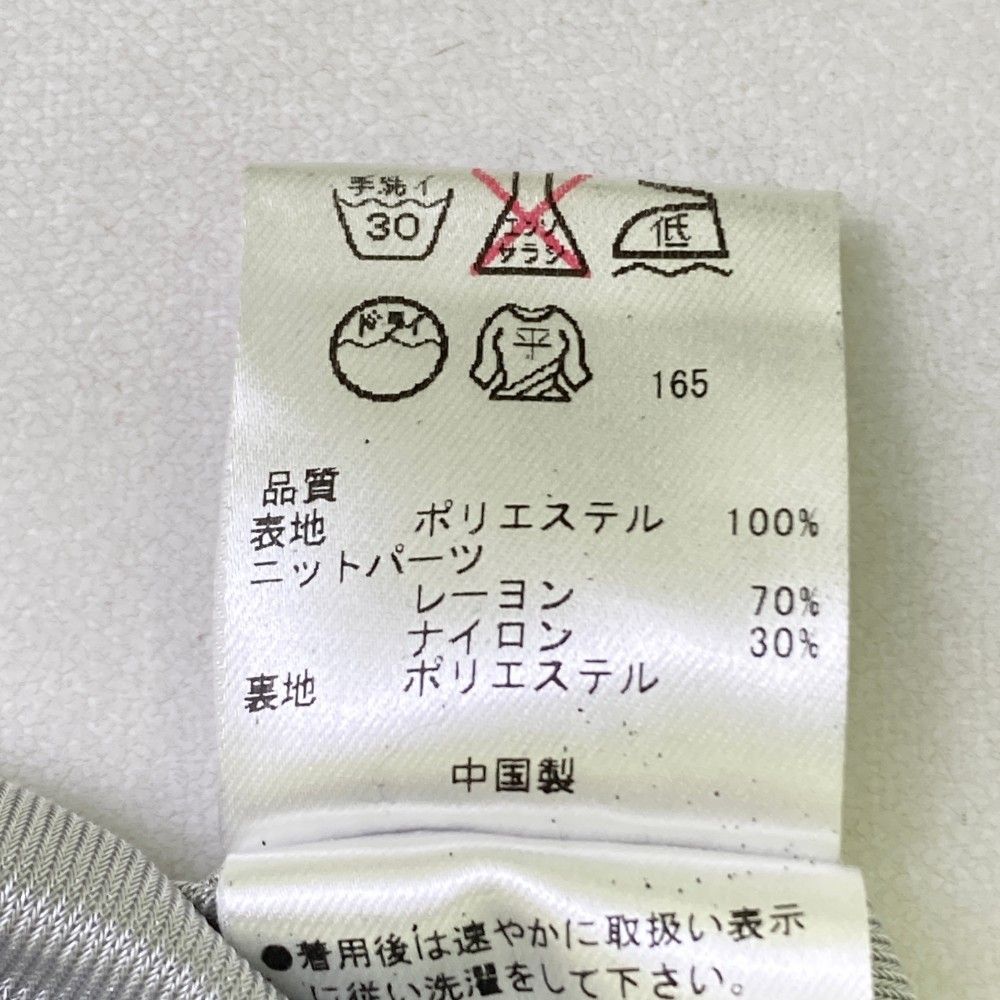 手洗イ
30
エンソ
サラシ
低
ドライ
平
165
品質
表地 ポリエステル 100%
ニットパーツ
レーヨン 70%
ナイロン 30%
裏地 ポリエステル
中国製
●着用後は速やかに取扱い表示
に従い洗濯をして下さい。